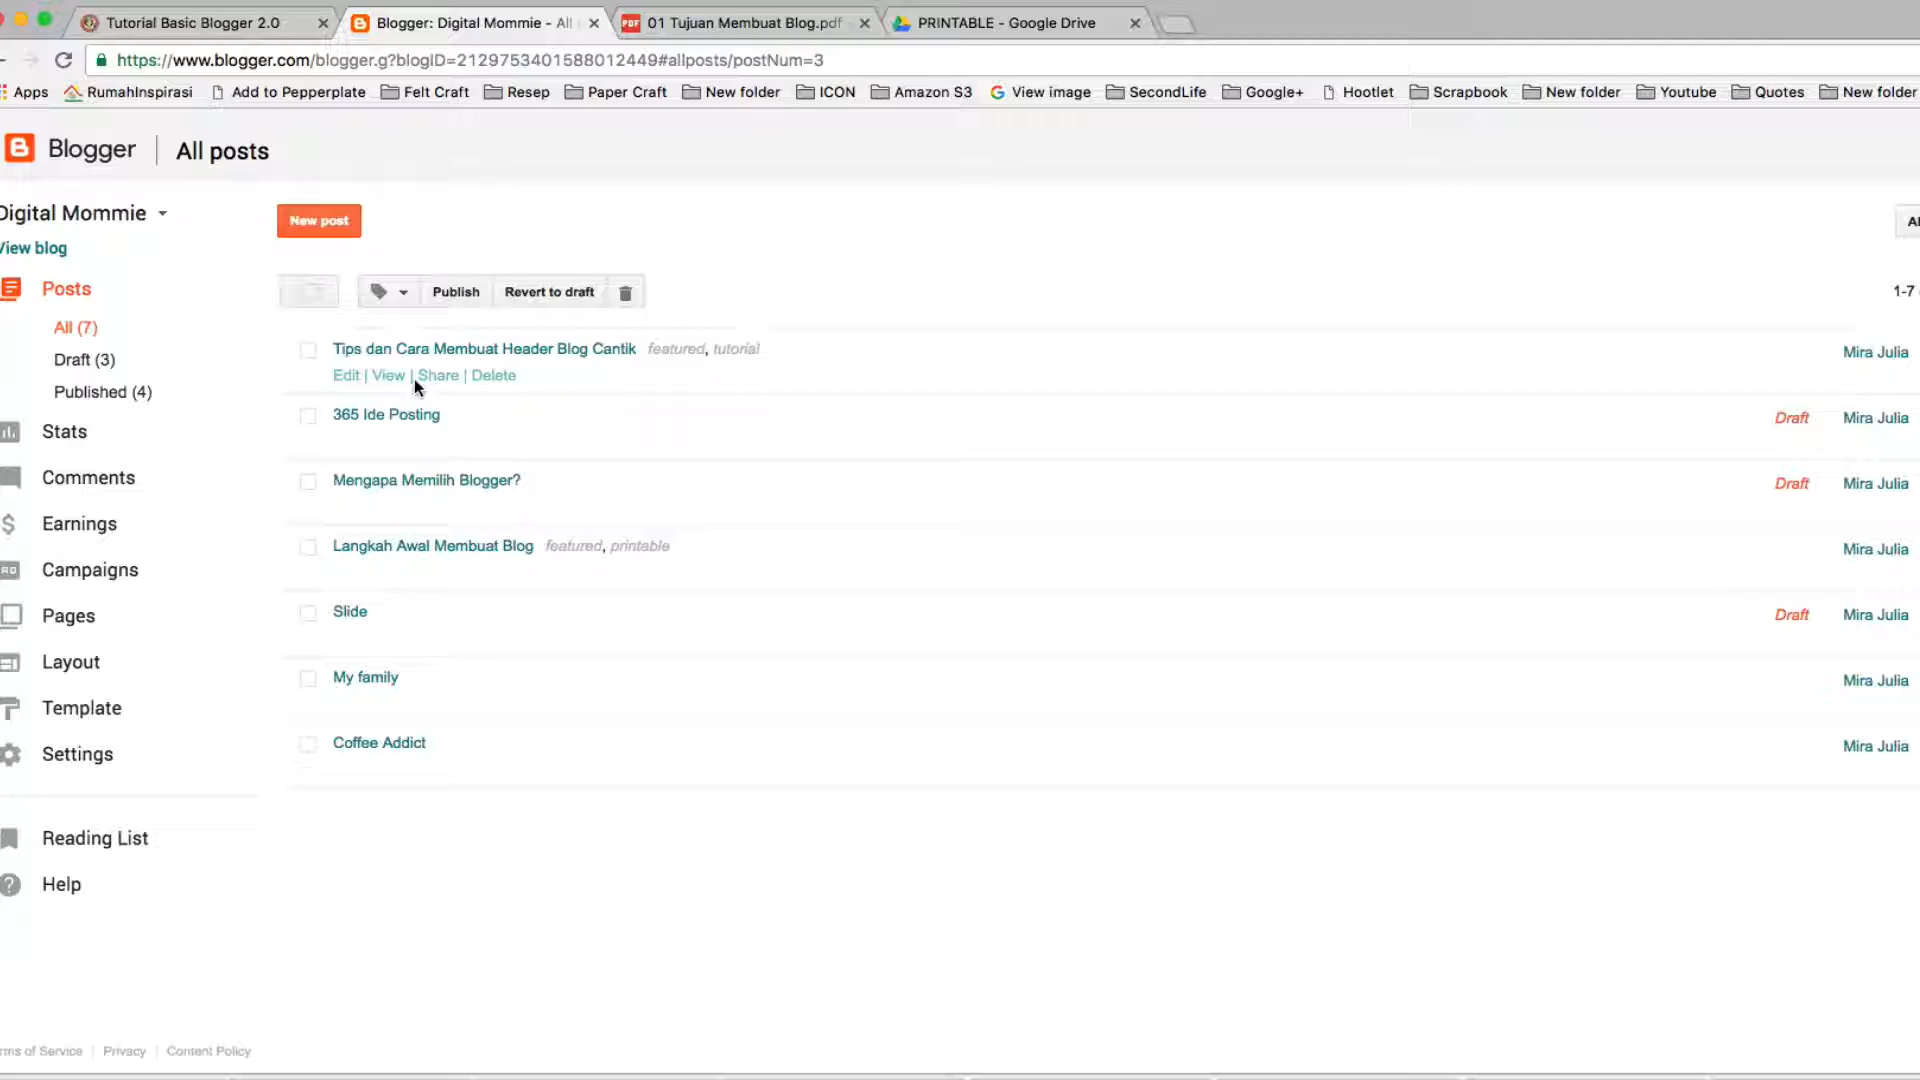 Tutorial Basic Blogger 2.0
Blogger: Digital Mommie - All
PDF 01 Tujuan Membuat Blog.pdf
PRINTABLE - Google Drive
https://www.blogger.com/blogger.g?blogID=2129753401588012449#allposts/postNum=3
Apps RumahInspirasi Add to Pepperplate Felt Craft Resep Paper Craft New folder ICON Amazon S3 View image SecondLife Google+ Hootlet Scrapbook New folder Youtube Quotes New folder
Blogger All posts
Digital Mommie
View blog
New post
Posts
All (7)
Draft (3)
Published (4)
Stats
Comments
Earnings
Campaigns
Pages
Layout
Template
Settings
Reading List
Help
Publish Revert to draft
1-7
Tips dan Cara Membuat Header Blog Cantik featured, tutorial Mira Julia
Edit | View | Share | Delete
365 Ide Posting Draft Mira Julia
Mengapa Memilih Blogger? Draft Mira Julia
Langkah Awal Membuat Blog featured, printable Mira Julia
Slide Draft Mira Julia
My family Mira Julia
Coffee Addict Mira Julia
rms of Service | Privacy | Content Policy